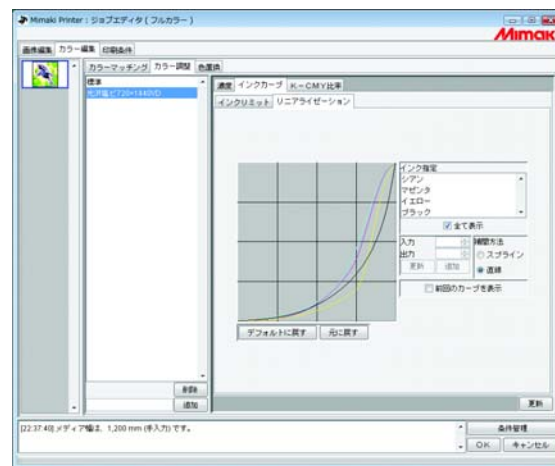 Mimaki Printer : ジョブエディタ ( フルカラー )
Mimaki
画像編集 カラー編集 印刷条件
カラーマッチング カラー調整 色置換
標準
光沢塩ビ720×1440VD
濃度 インクカーブ K-CMY比率
インクリミット リニアライゼーション
インク指定
シアン
マゼンタ
イエロー
ブラック
全て表示
入力
出力
更新 追加
補間方法
スプライン
直線
前回のカーブを表示
デフォルトに戻す 元に戻す
削除
追加
更新
[22:37:40] メディア幅は、1,200 mm (手入力) です。
条件管理
OK キャンセル